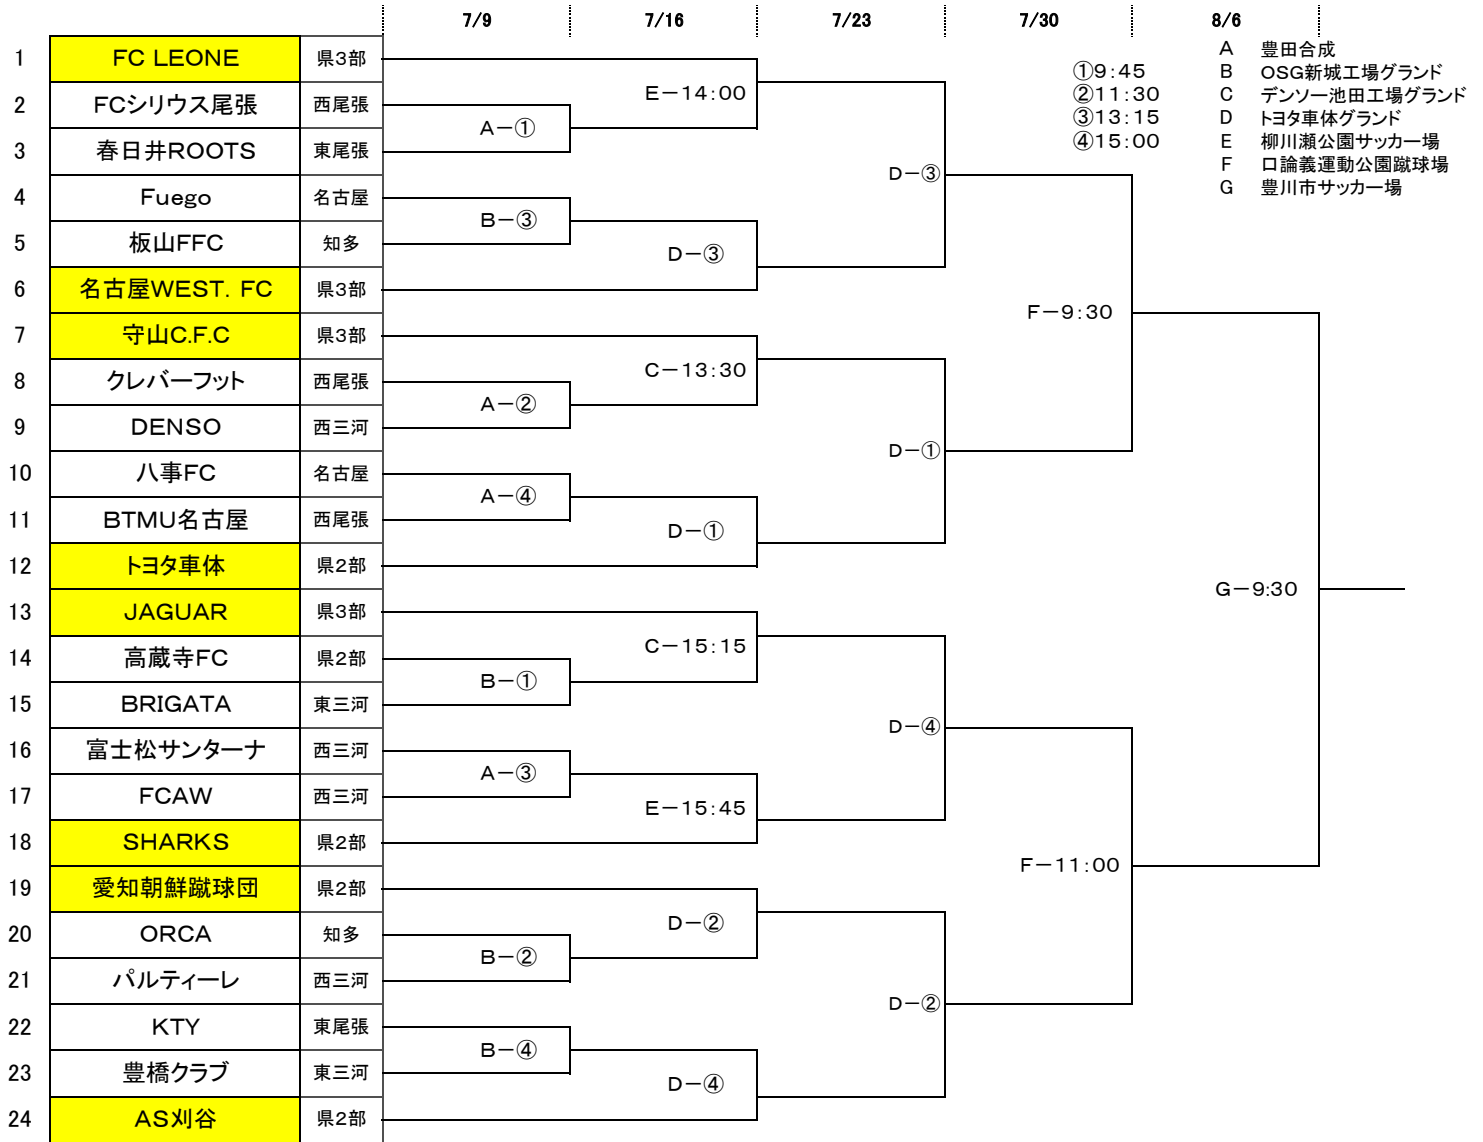 7/9 7/16 7/23 7/30 8/6
1 FC LEONE 県3部
2 FCシリウス尾張 西尾張
3 春日井ROOTS 東尾張
4 Fuego 名古屋
5 板山FFC 知多
6 名古屋WEST．FC 県3部
7 守山C.F.C 県3部
8 クレバーフット 西尾張
9 DENSO 西三河
10 八事FC 名古屋
11 BTMU名古屋 西尾張
12 トヨタ車体 県2部
13 JAGUAR 県3部
14 高蔵寺FC 県2部
15 BRIGATA 東三河
16 富士松サンターナ 西三河
17 FCAW 西三河
18 SHARKS 県2部
19 愛知朝鮮蹴球団 県2部
20 ORCA 知多
21 パルティーレ 西三河
22 KTY 東尾張
23 豊橋クラブ 東三河
24 AS刈谷 県2部
A－①
B－③
A－②
A－④
B－①
A－③
B－②
B－④
E－14：00
D－③
C－13：30
D－①
C－15：15
E－15：45
D－②
D－④
D－③
D－①
D－④
D－②
F－9：30
F－11：00
G－9:30
①9：45
②11：30
③13：15
④15：00
A 豊田合成
B OSG新城工場グランド
C デンソー池田工場グランド
D トヨタ車体グランド
E 柳川瀬公園サッカー場
F 口論義運動公園蹴球場
G 豊川市サッカー場